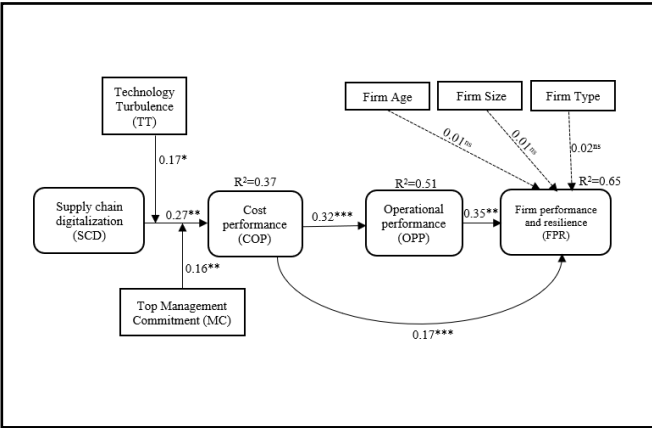 Technology
Turbulence
(TT)
Firm Age
Firm Size
Firm Type
0.17*
0.01ⁿˢ
0.01ⁿˢ
0.02ⁿˢ
R²=0.37
R²=0.51
R²=0.65
Supply chain
digitalization
(SCD)
0.27**
Cost
performance
(COP)
0.32***
Operational
performance
(OPP)
0.35**
Firm performance
and resilience
(FPR)
0.16**
Top Management
Commitment (MC)
0.17***